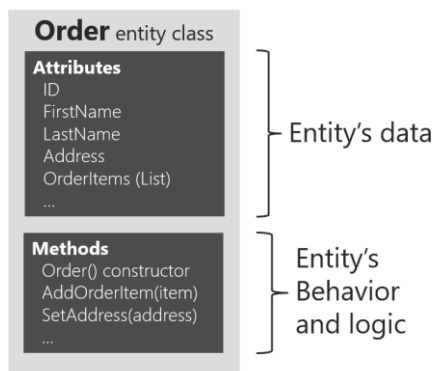 Order entity class
Attributes
ID
FirstName
LastName
Address
OrderItems (List)
...
Entity's data
Methods
Order() constructor
AddOrderItem(item)
SetAddress(address)
...
Entity's
Behavior
and logic